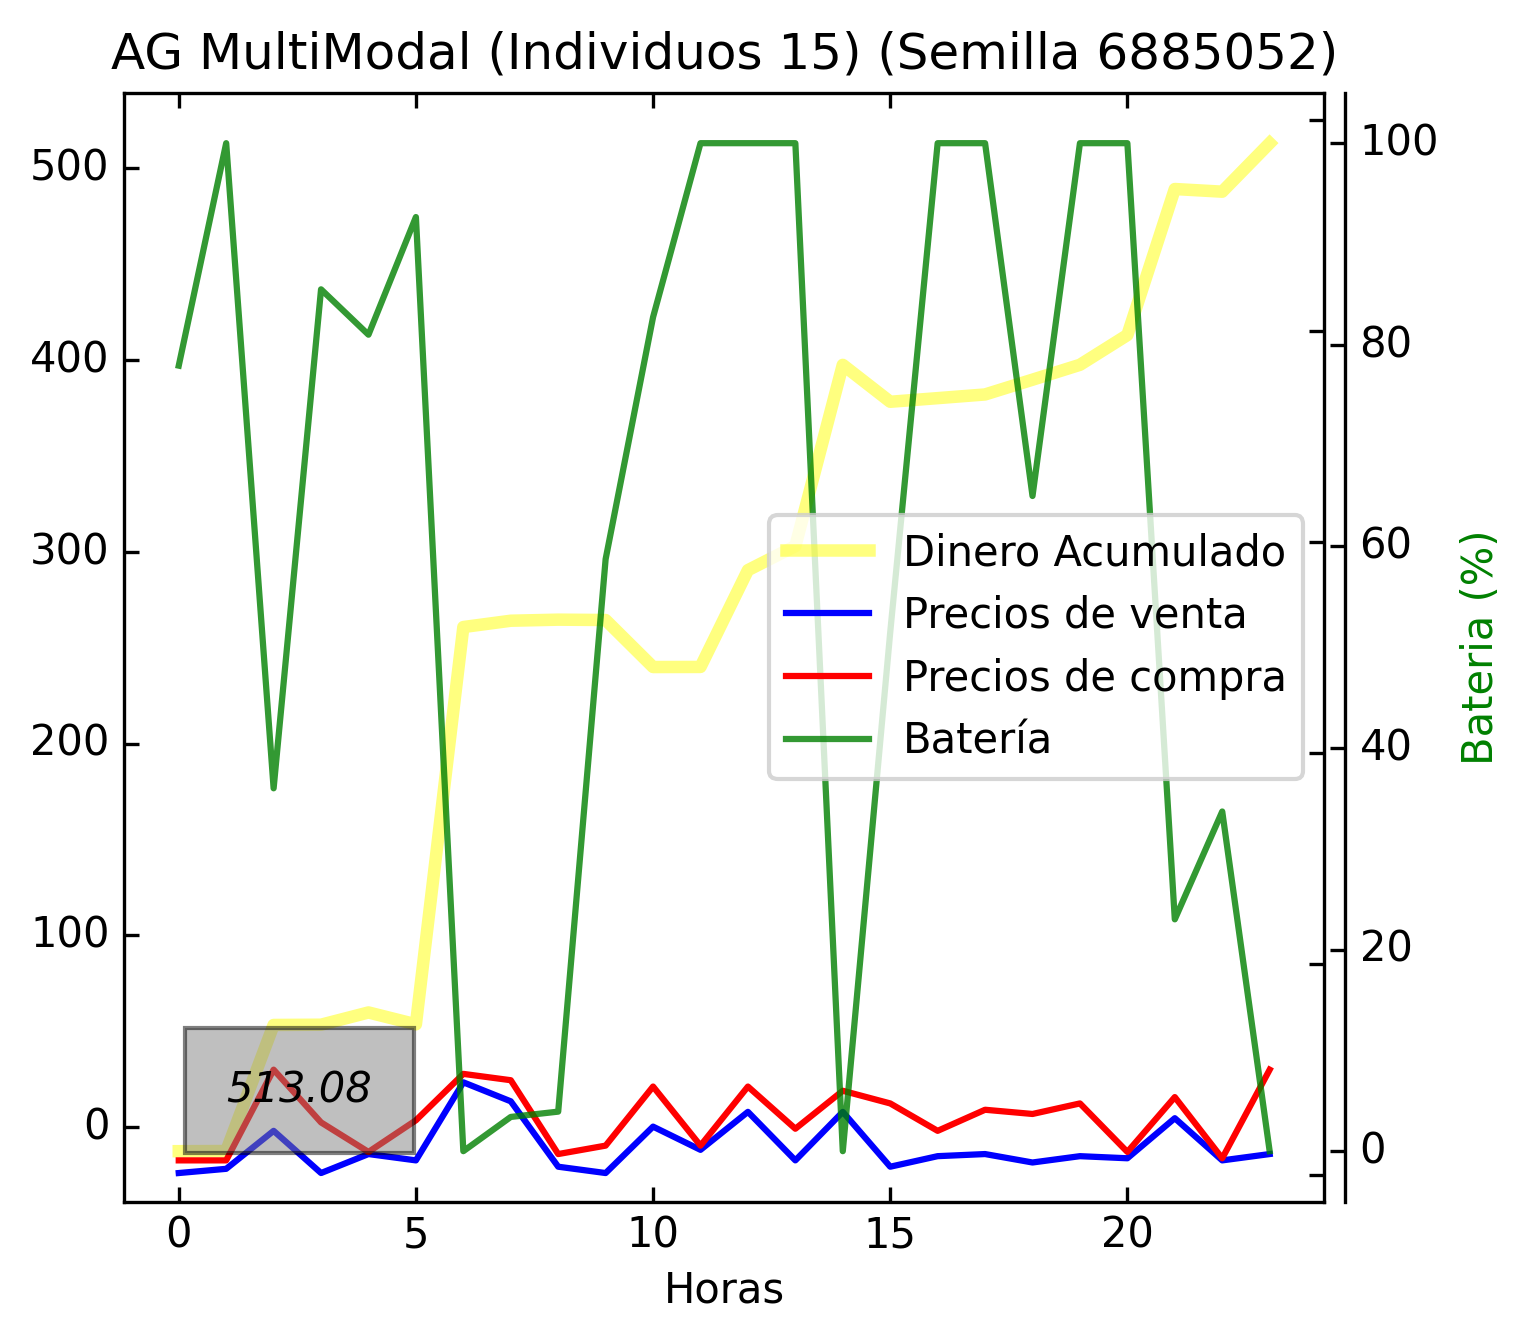 AG MultiModal (Individuos 15) (Semilla 6885052)
500
400
300
200
100
0
100
80
60
40
20
0
Bateria (%)
Dinero Acumulado
Precios de venta
Precios de compra
Batería
513.08
0 5 10 15 20
Horas